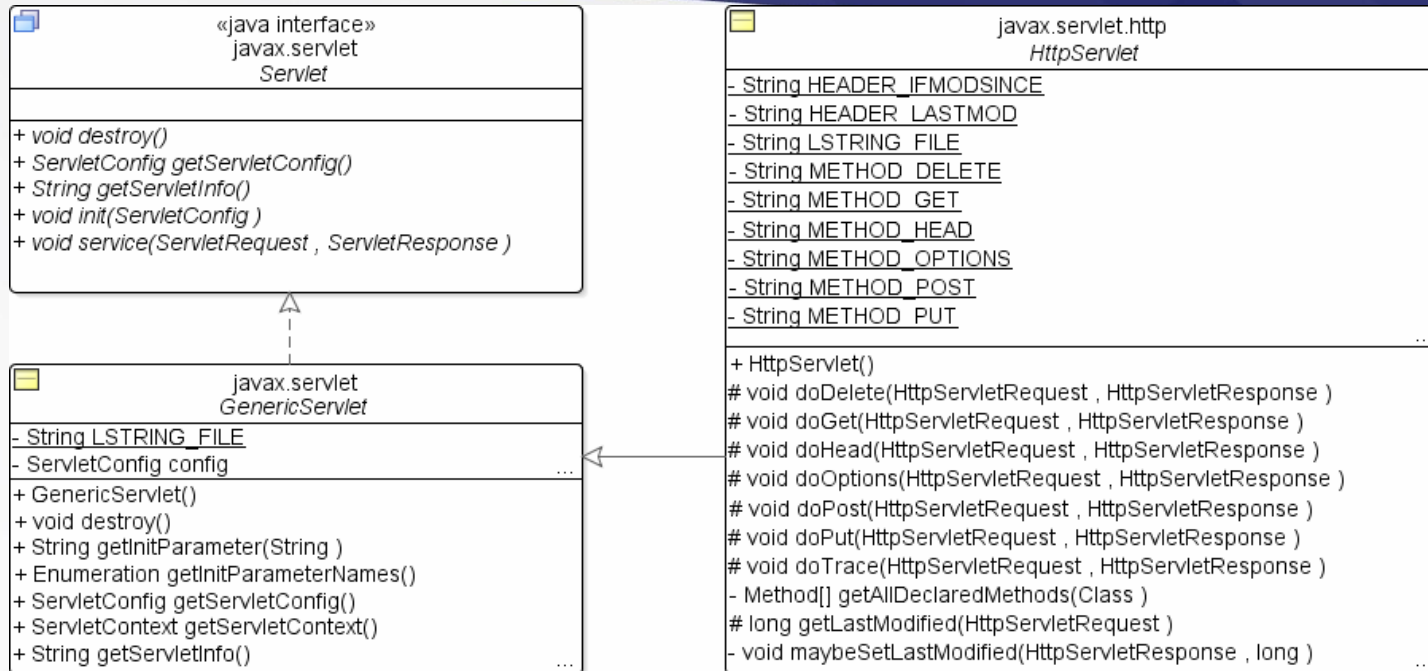 «java interface»
javax.servlet
Servlet
+ void destroy()
+ ServletConfig getServletConfig()
+ String getServletInfo()
+ void init(ServletConfig )
+ void service(ServletRequest , ServletResponse )
javax.servlet
GenericServlet
- String LSTRING_FILE
- ServletConfig config
...
+ GenericServlet()
+ void destroy()
+ String getInitParameter(String )
+ Enumeration getInitParameterNames()
+ ServletConfig getServletConfig()
+ ServletContext getServletContext()
+ String getServletInfo()
...
javax.servlet.http
HttpServlet
- String HEADER_IFMODSINCE
- String HEADER_LASTMOD
- String LSTRING_FILE
- String METHOD_DELETE
- String METHOD_GET
- String METHOD_HEAD
- String METHOD_OPTIONS
- String METHOD_POST
- String METHOD_PUT
...
+ HttpServlet()
# void doDelete(HttpServletRequest , HttpServletResponse )
# void doGet(HttpServletRequest , HttpServletResponse )
# void doHead(HttpServletRequest , HttpServletResponse )
# void doOptions(HttpServletRequest , HttpServletResponse )
# void doPost(HttpServletRequest , HttpServletResponse )
# void doPut(HttpServletRequest , HttpServletResponse )
# void doTrace(HttpServletRequest , HttpServletResponse )
- Method[] getAllDeclaredMethods(Class )
# long getLastModified(HttpServletRequest )
- void maybeSetLastModified(HttpServletResponse , long )
...